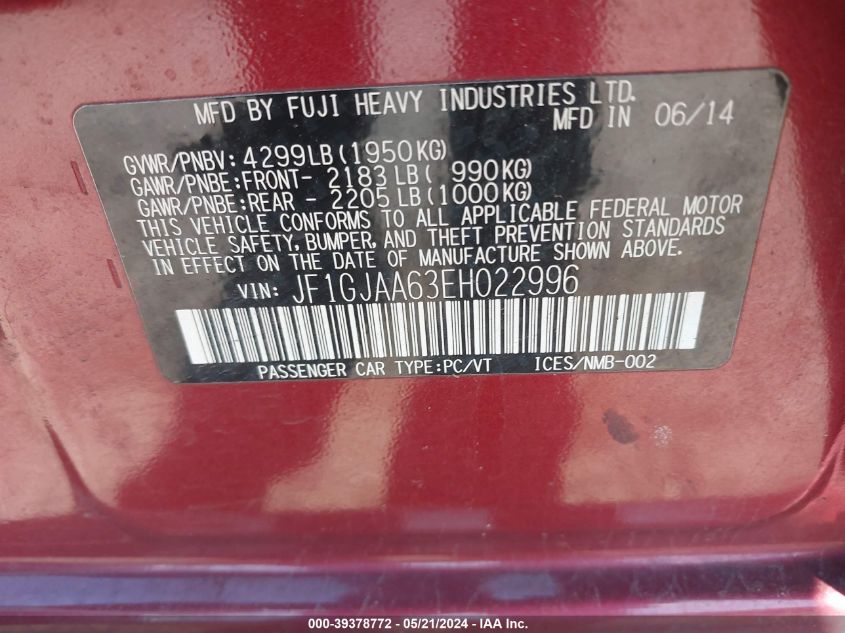 MFD BY FUJI HEAVY INDUSTRIES LTD.
MFD IN 06/14
GVWR/PNBV: 4299LB(1950KG)
GAWR/PNBE:FRONT- 2183LB( 990KG)
GAWR/PNBE:REAR - 2205LB(1000KG)
THIS VEHICLE CONFORMS TO ALL APPLICABLE FEDERAL MOTOR
VEHICLE SAFETY, BUMPER, AND THEFT PREVENTION STANDARDS
IN EFFECT ON THE DATE OF MANUFACTURE SHOWN ABOVE.
VIN: JF1GJAA63EH022996
PASSENGER CAR TYPE:PC/VT ICES/NMB-002
000-39378772 - 05/21/2024 - IAA Inc.